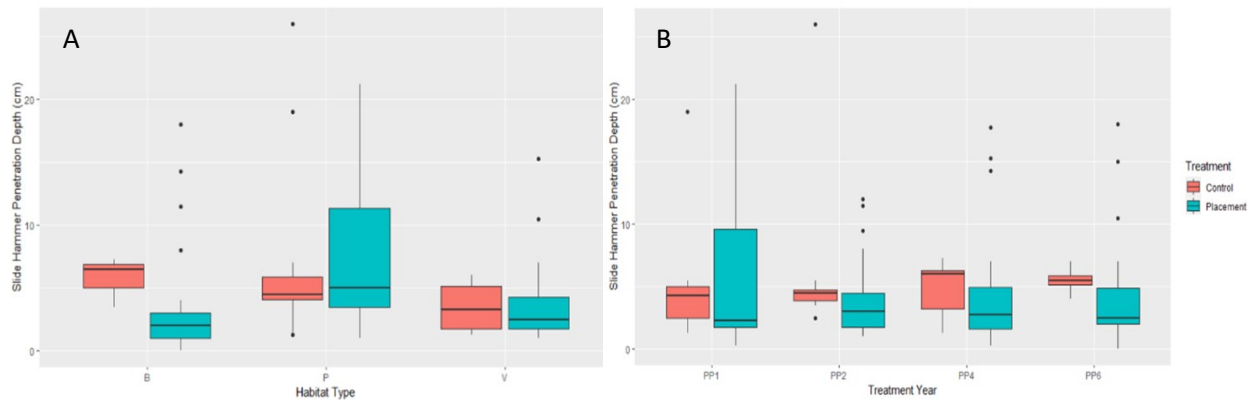 A
Slide Hammer Penetration Depth (cm)
20
10
0
B
P
V
Habitat Type
B
Slide Hammer Penetration Depth (cm)
20
10
0
PP1
PP2
PP4
PP6
Treatment Year
Treatment
Control
Placement